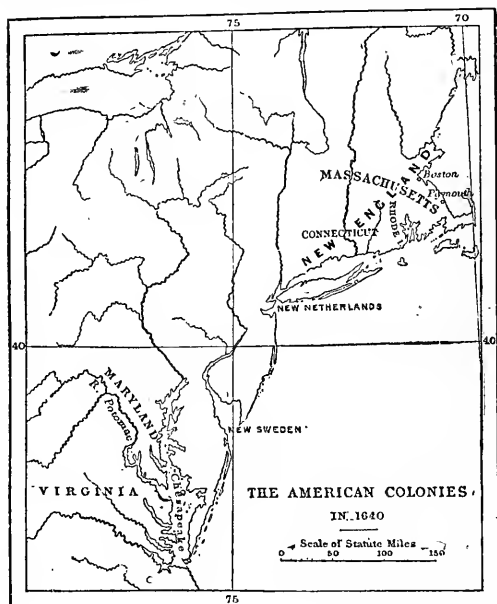 75 70
Boston
MASSACHUSETTS
Plymouth
NEW ENGLAND
RHODE
CONNECTICUT
NEW NETHERLANDS
40 40
MARYLAND
R. Potomac
NEW SWEDEN
Chesapeake
VIRGINIA
THE AMERICAN COLONIES
IN 1640
Scale of Statute Miles
0 50 100 150
C
75